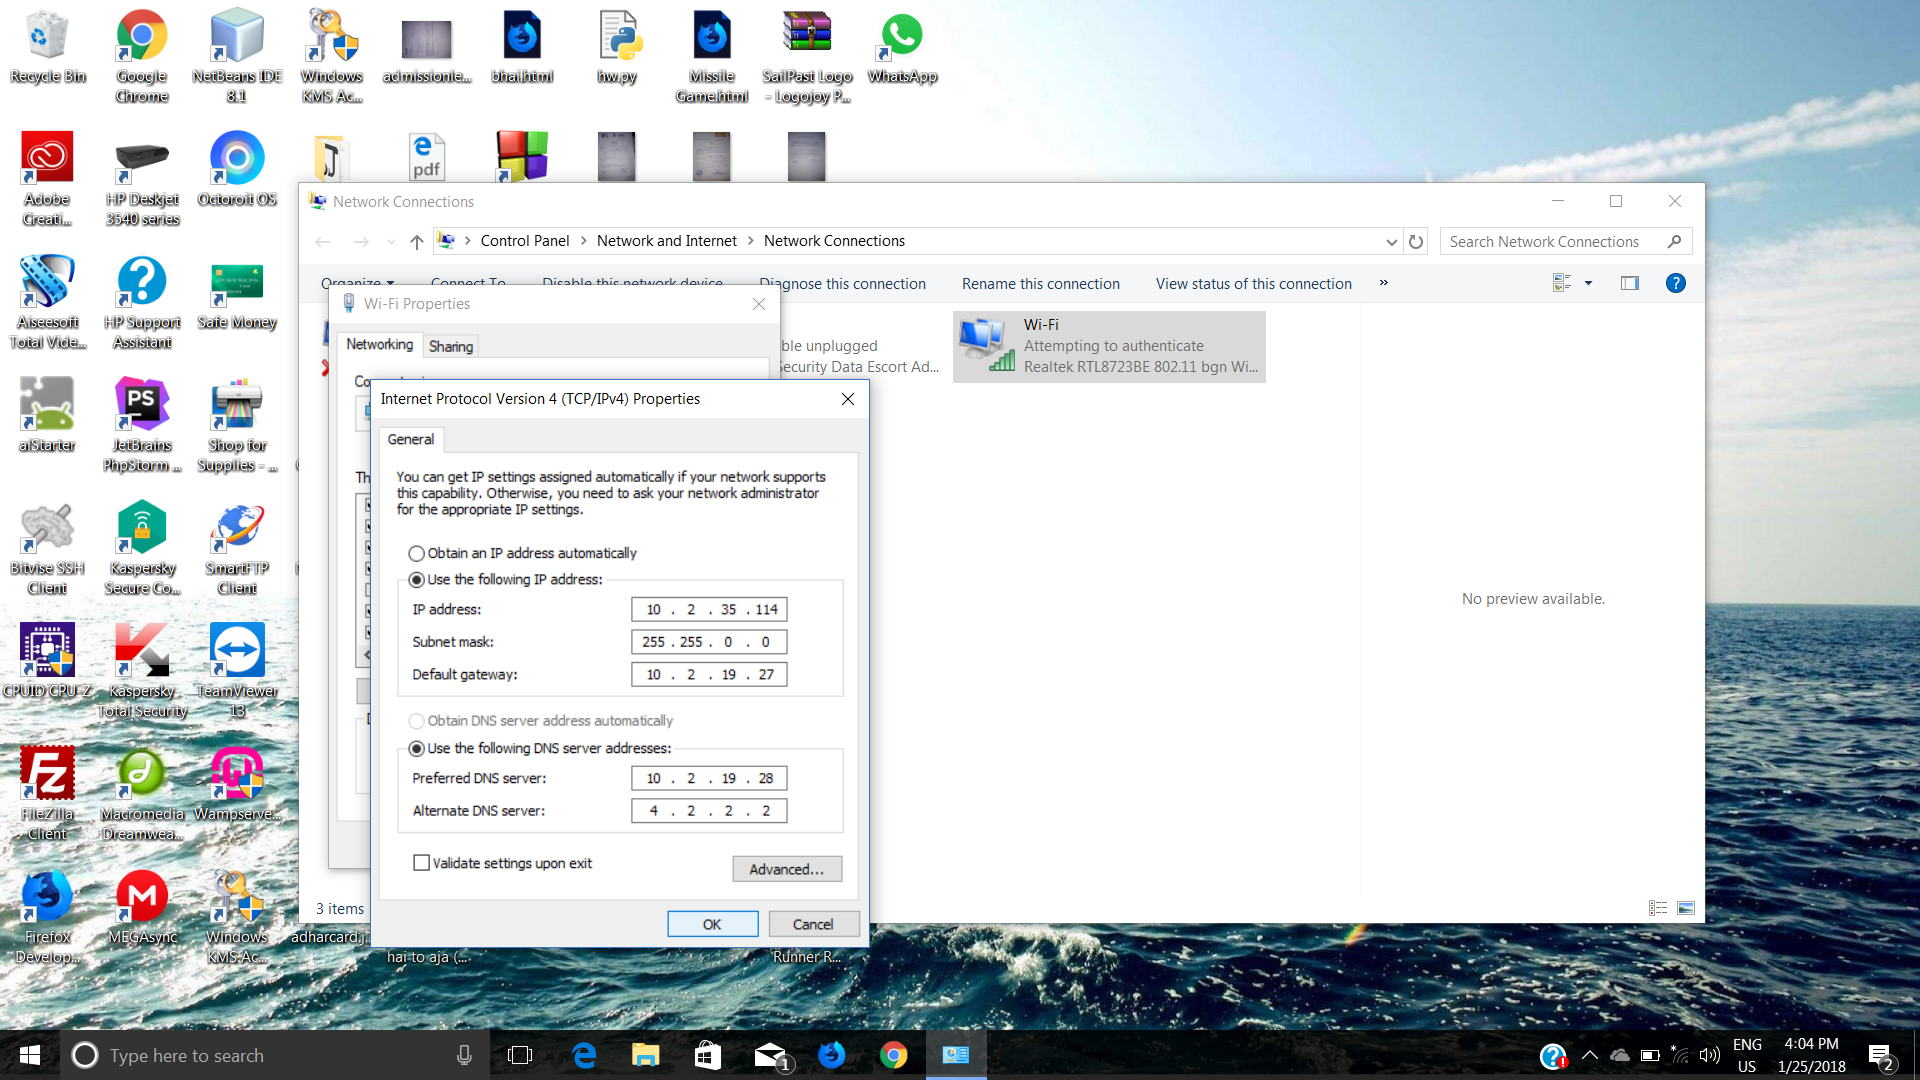 Recycle Bin
Google
Chrome
NetBeans IDE
8.1
Windows
KMS Ac...
admissionle...
bhai.html
hw.py
Missile
Game.html
SailPast Logo
- Logojoy P...
WhatsApp
pdf
Adobe
Creati...
HP Deskjet
3540 series
Octoroit OS
Aiseesoft
Total Vide...
HP Support
Assistant
Safe Money
aiStarter
JetBrains
PhpStorm ...
Shop for
Supplies - ...
Bitvise SSH
Client
Kaspersky
Secure Co...
SmartFTP
Client
CPUID CPU-Z
Kaspersky
Total Security
TeamViewer
13
FileZilla
Client
Macromedia
Dreamwea...
Wampserve...
Firefox
Develop...
MEGAsync
Windows
KMS Ac...
adharcard.j...
hai to aja (...
Runner R...
Network Connections
Control Panel > Network and Internet > Network Connections
Search Network Connections
Organize
Connect To
Disable this network device
Diagnose this connection
Rename this connection
View status of this connection
»
ble unplugged
Security Data Escort Ad...
Wi-Fi
Attempting to authenticate
Realtek RTL8723BE 802.11 bgn Wi...
No preview available.
3 items
Wi-Fi Properties
Networking
Sharing
Co
Th
Internet Protocol Version 4 (TCP/IPv4) Properties
General
You can get IP settings assigned automatically if your network supports
this capability. Otherwise, you need to ask your network administrator
for the appropriate IP settings.
Obtain an IP address automatically
Use the following IP address:
IP address: 10 . 2 . 35 . 114
Subnet mask: 255 . 255 . 0 . 0
Default gateway: 10 . 2 . 19 . 27
Obtain DNS server address automatically
Use the following DNS server addresses:
Preferred DNS server: 10 . 2 . 19 . 28
Alternate DNS server: 4 . 2 . 2 . 2
Validate settings upon exit
Advanced...
OK
Cancel
Type here to search
1
ENG
US
4:04 PM
1/25/2018
2